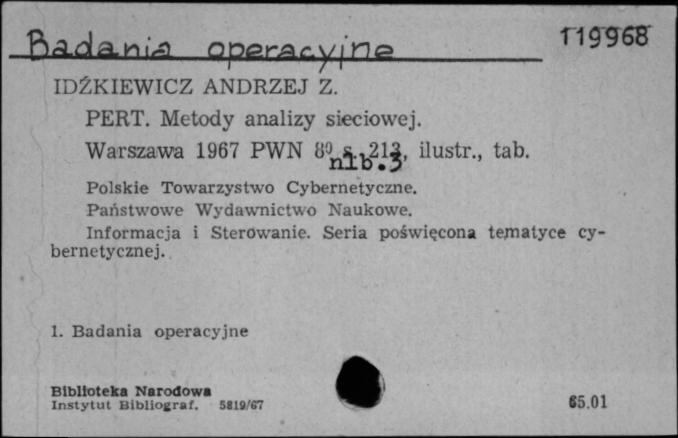 Badania operacyjne
119968
IDŹKIEWICZ ANDRZEJ Z.
PERT. Metody analizy sieciowej.
Warszawa 1967 PWN 8⁰ s. 213, ilustr., tab.
nlb.3
Polskie Towarzystwo Cybernetyczne.
Państwowe Wydawnictwo Naukowe.
Informacja i Sterowanie. Seria poświęcona tematyce cy-
bernetycznej.
1. Badania operacyjne
Biblioteka Narodowa
Instytut Bibliograf. 5819/67
65.01